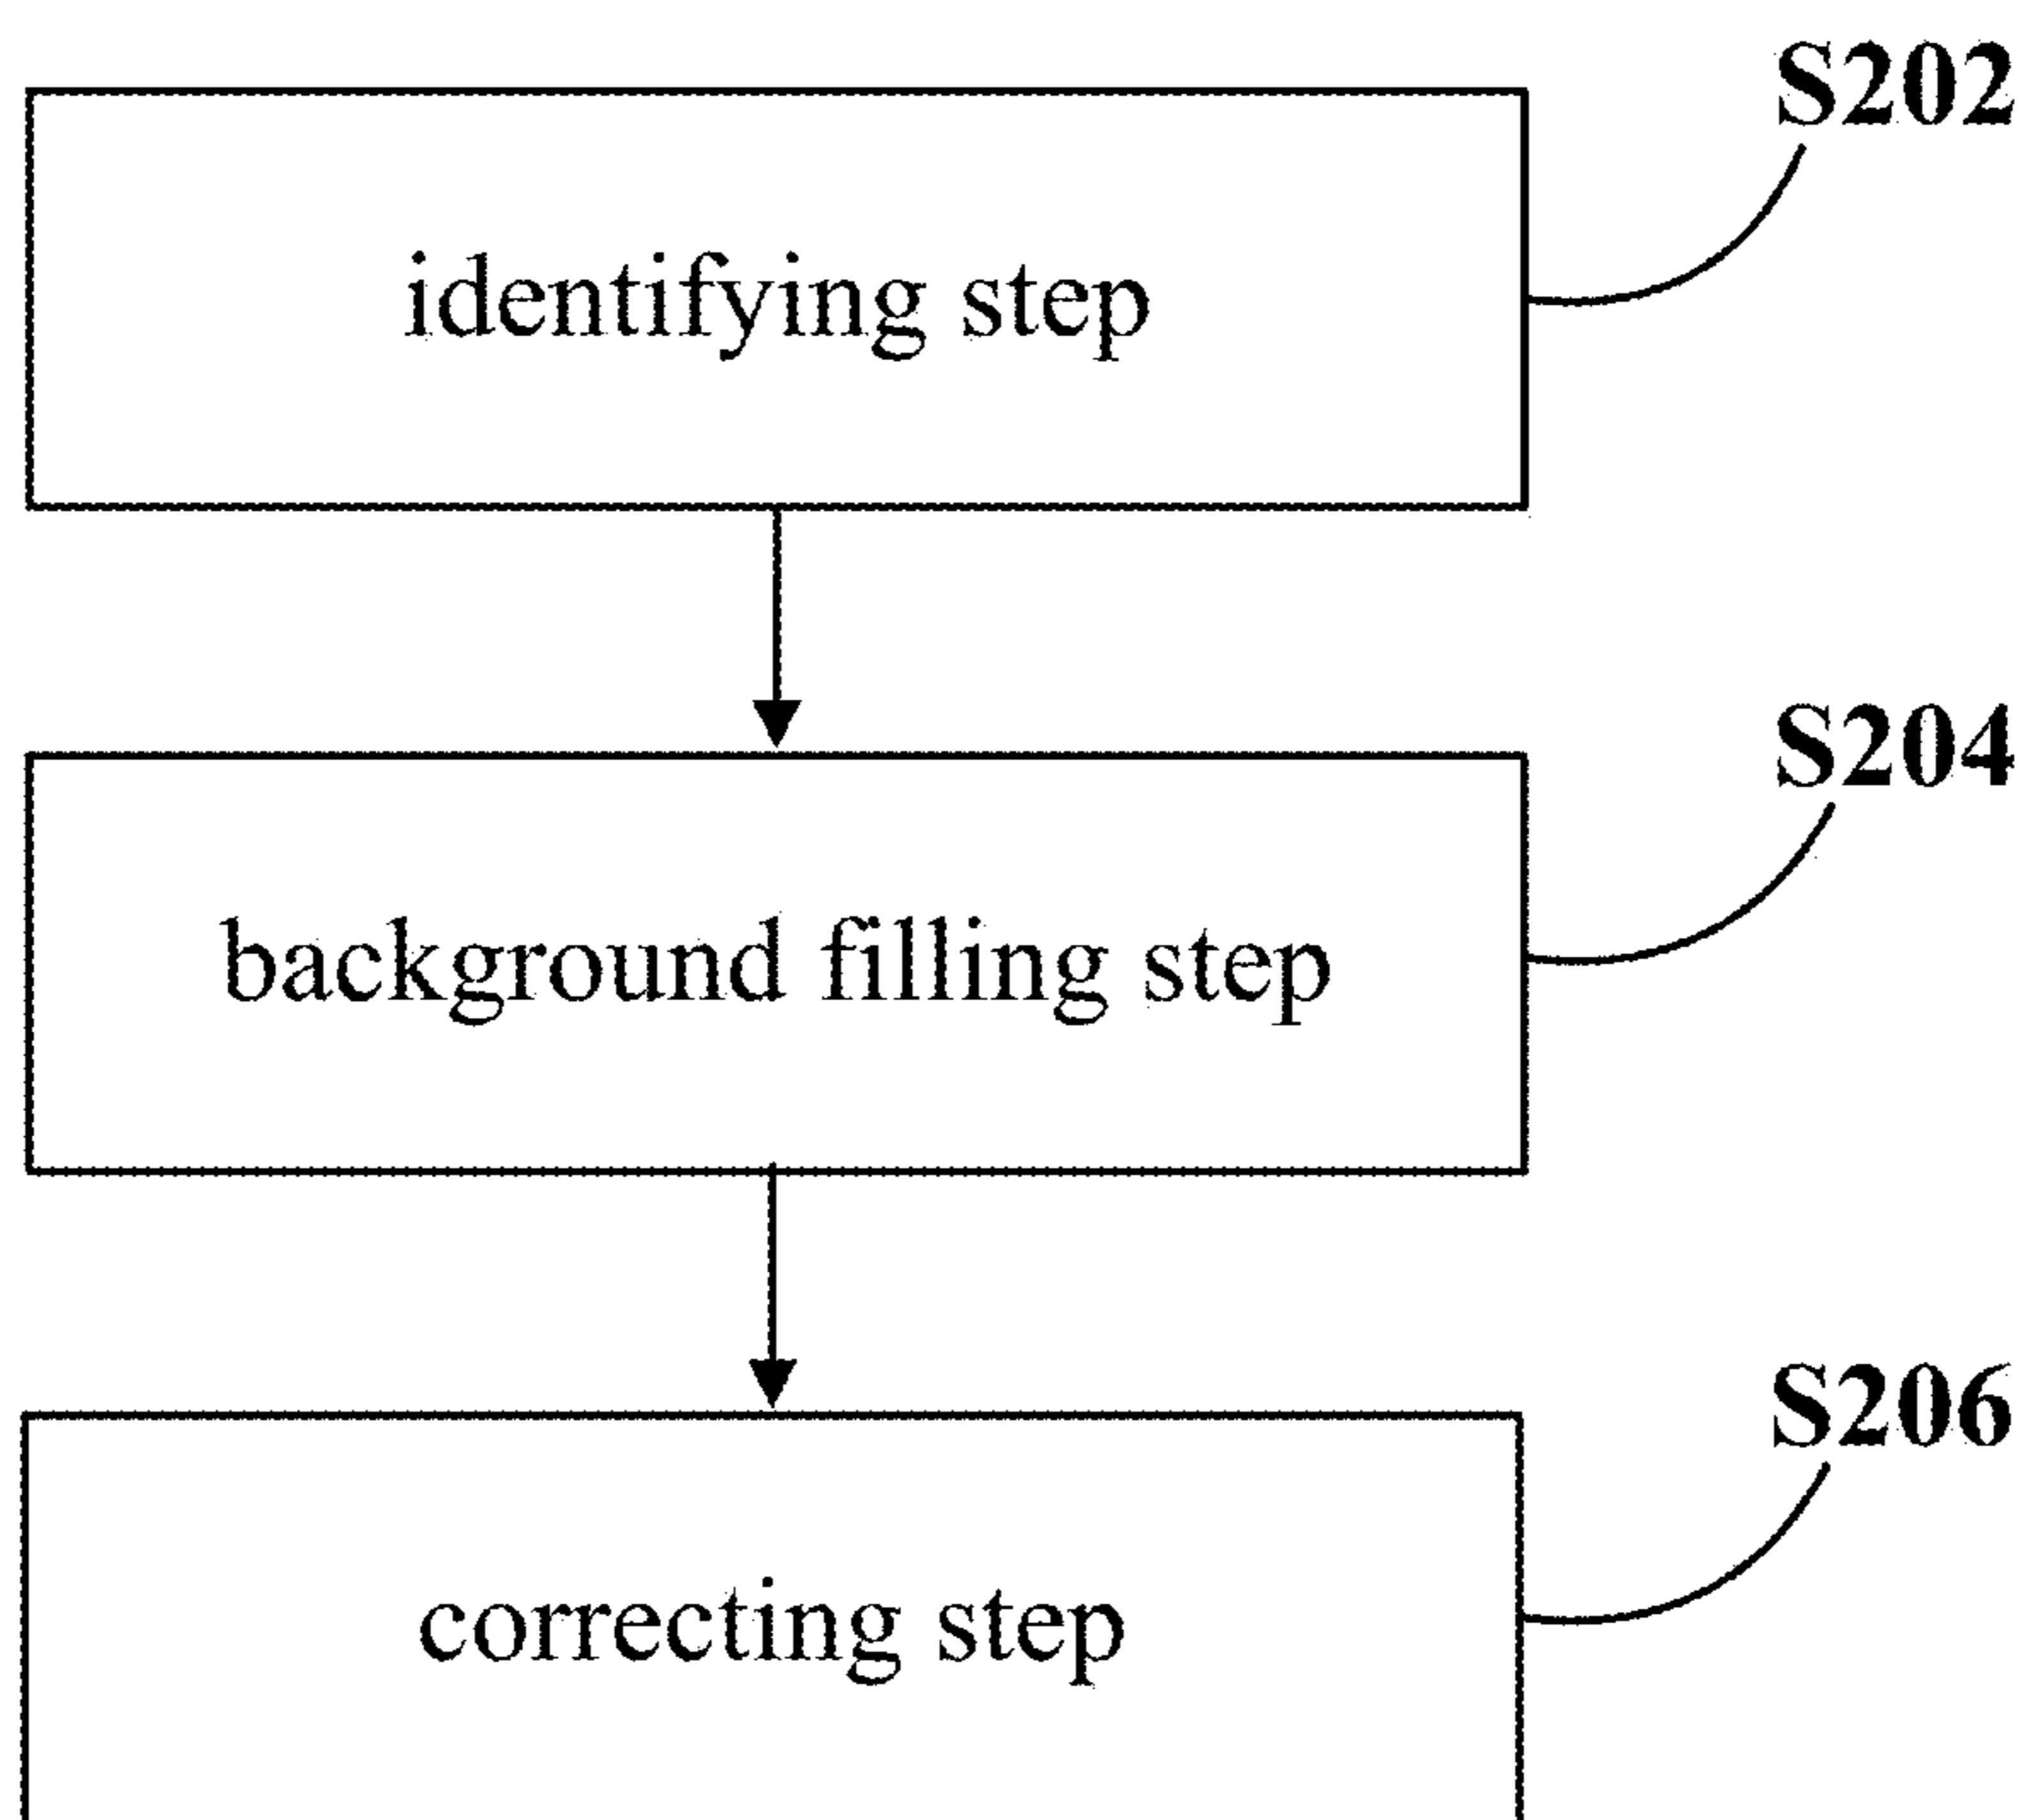 S202
identifying step
S204
background filling step
S206
correcting step